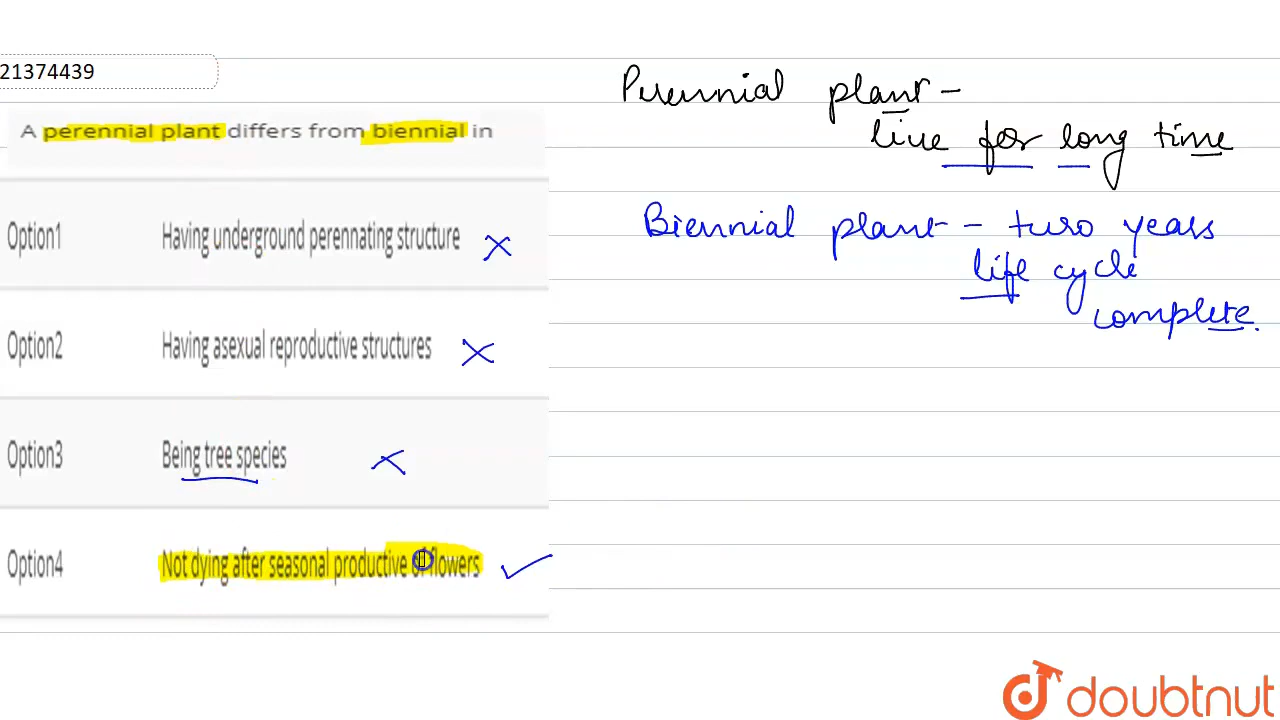 21374439
A perennial plant differs from biennial in
Option1 Having underground perennating structure
Option2 Having asexual reproductive structures
Option3 Being tree species
Option4 Not dying after seasonal productive of flowers
Perennial plant -
live for long time
Biennial plant - two years
life cycle
complete.
doubtnut